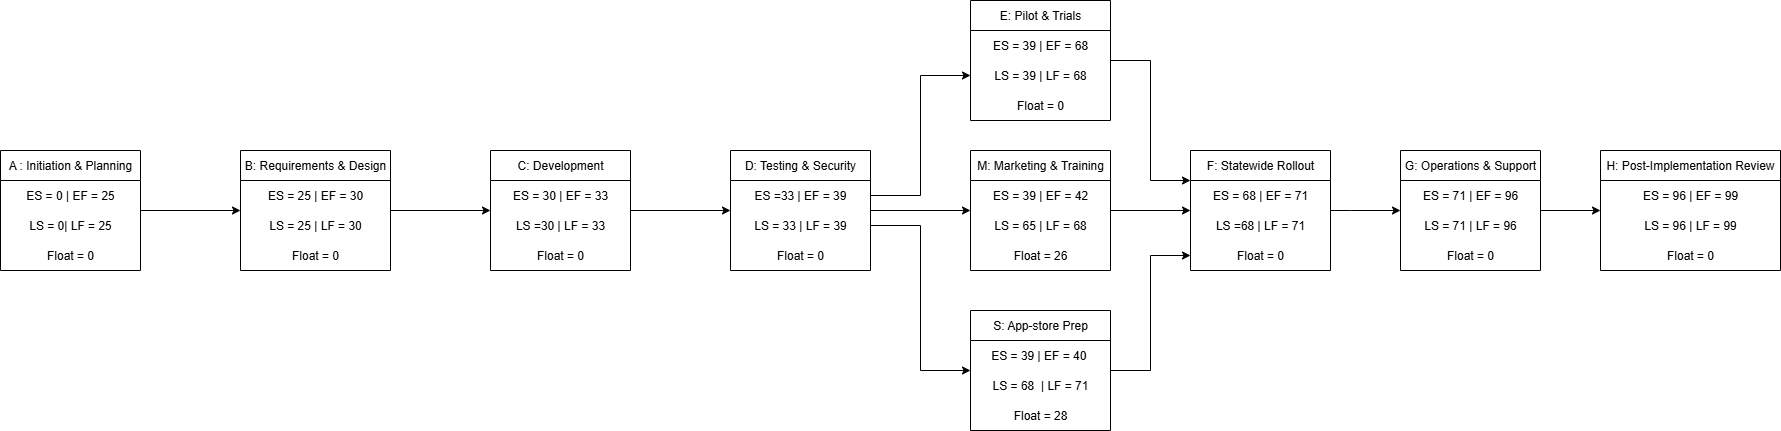 E: Pilot & Trials
ES = 39 | EF = 68
LS = 39 | LF = 68
Float = 0
A : Initiation & Planning
ES = 0 | EF = 25
LS = 0| LF = 25
Float = 0
B: Requirements & Design
ES = 25 | EF = 30
LS = 25 | LF = 30
Float = 0
C: Development
ES = 30 | EF = 33
LS =30 | LF = 33
Float = 0
D: Testing & Security
ES =33 | EF = 39
LS = 33 | LF = 39
Float = 0
M: Marketing & Training
ES = 39 | EF = 42
LS = 65 | LF = 68
Float = 26
F: Statewide Rollout
ES = 68 | EF = 71
LS =68 | LF = 71
Float = 0
G: Operations & Support
ES = 71 | EF = 96
LS = 71 | LF = 96
Float = 0
H: Post-Implementation Review
ES = 96 | EF = 99
LS = 96 | LF = 99
Float = 0
S: App-store Prep
ES = 39 | EF = 40
LS = 68  | LF = 71
Float = 28